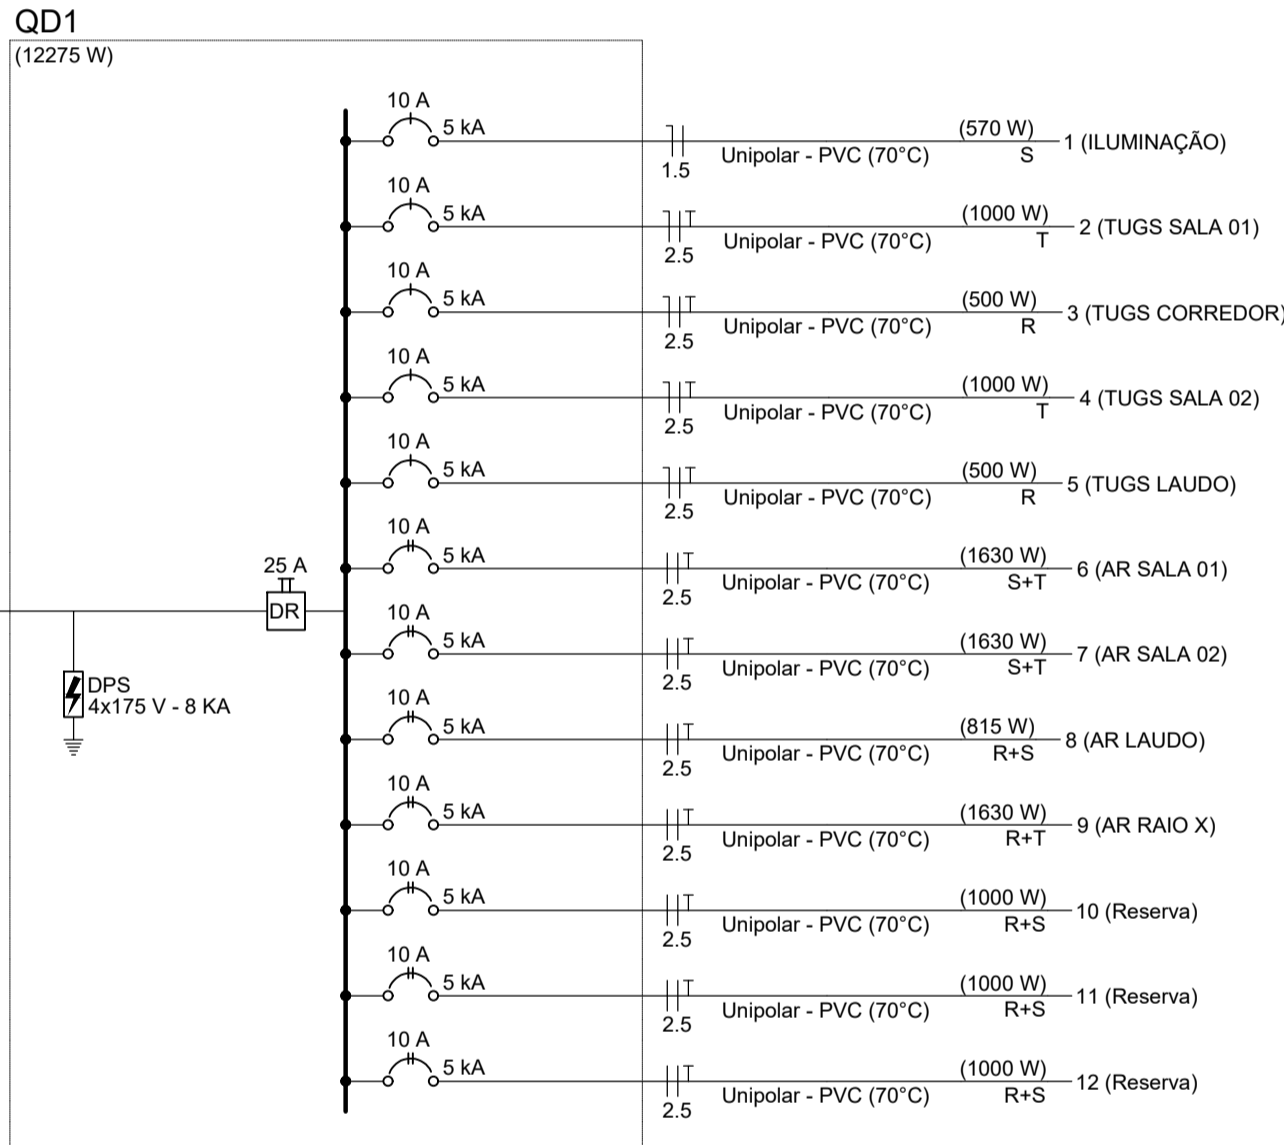 QD1
(12275 W)
10 A
5 kA
1.5
Unipolar - PVC (70°C)
(570 W)
S
1 (ILUMINAÇÃO)
10 A
5 kA
T
2.5
Unipolar - PVC (70°C)
(1000 W)
T
2 (TUGS SALA 01)
10 A
5 kA
T
2.5
Unipolar - PVC (70°C)
(500 W)
R
3 (TUGS CORREDOR)
10 A
5 kA
T
2.5
Unipolar - PVC (70°C)
(1000 W)
T
4 (TUGS SALA 02)
10 A
5 kA
T
2.5
Unipolar - PVC (70°C)
(500 W)
R
5 (TUGS LAUDO)
10 A
5 kA
T
2.5
Unipolar - PVC (70°C)
(1630 W)
S+T
6 (AR SALA 01)
25 A
DR
10 A
5 kA
T
2.5
Unipolar - PVC (70°C)
(1630 W)
S+T
7 (AR SALA 02)
DPS
4x175 V - 8 KA
10 A
5 kA
T
2.5
Unipolar - PVC (70°C)
(815 W)
R+S
8 (AR LAUDO)
10 A
5 kA
T
2.5
Unipolar - PVC (70°C)
(1630 W)
R+T
9 (AR RAIO X)
10 A
5 kA
T
2.5
Unipolar - PVC (70°C)
(1000 W)
R+S
10 (Reserva)
10 A
5 kA
T
2.5
Unipolar - PVC (70°C)
(1000 W)
R+S
11 (Reserva)
10 A
5 kA
T
2.5
Unipolar - PVC (70°C)
(1000 W)
R+S
12 (Reserva)